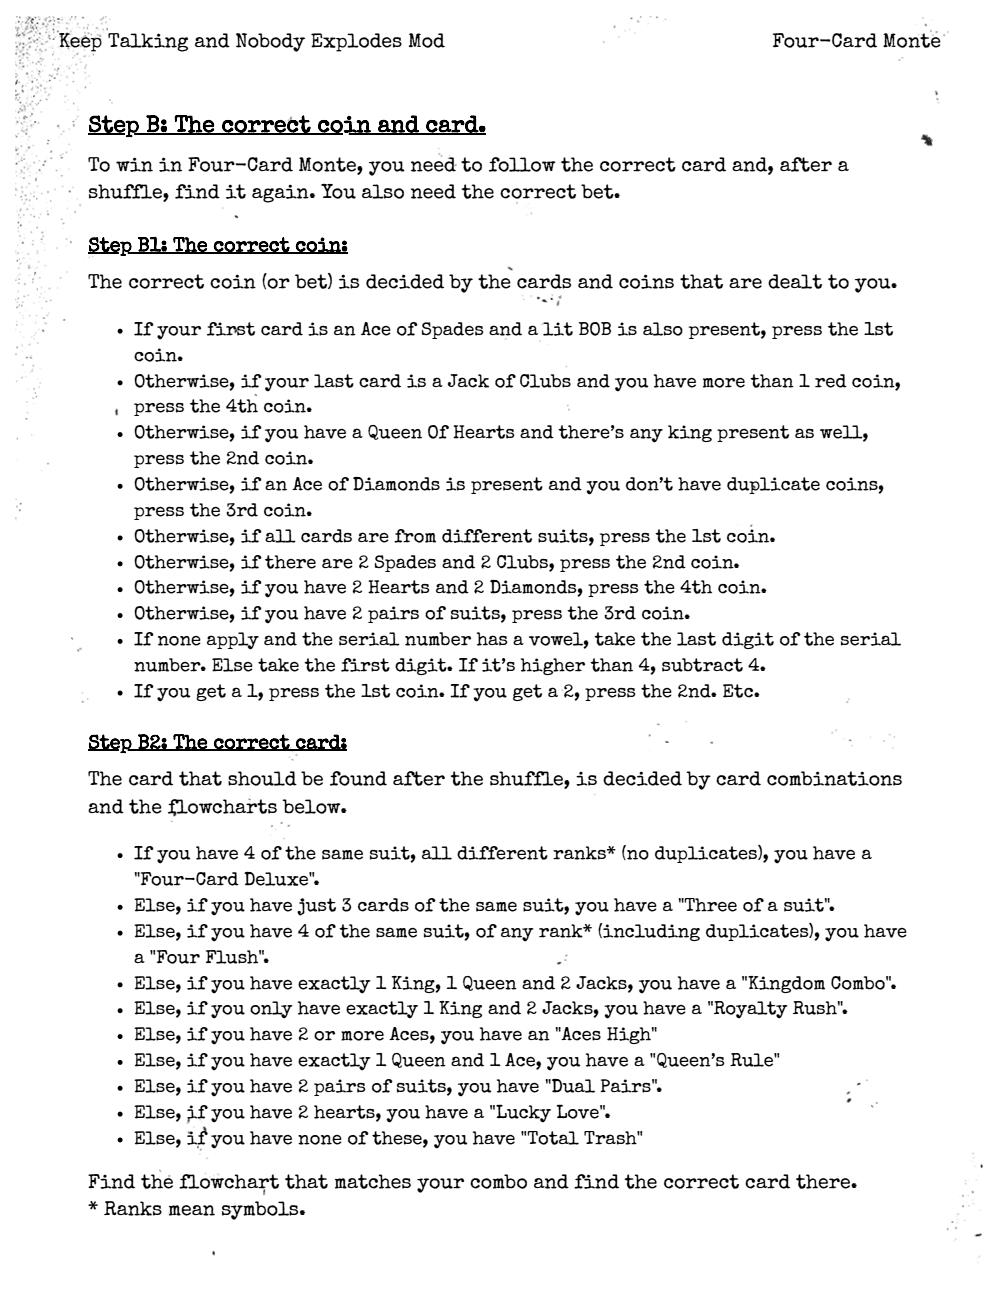 Keep Talking and Nobody Explodes Mod
Four-Card Monte
Step B: The correct coin and card.
To win in Four-Card Monte, you need to follow the correct card and, after a
shuffle, find it again. You also need the correct bet.
Step B1: The correct coin:
The correct coin (or bet) is decided by the cards and coins that are dealt to you.
• If your first card is an Ace of Spades and a lit BOB is also present, press the 1st
coin.
• Otherwise, if your last card is a Jack of Clubs and you have more than 1 red coin,
press the 4th coin.
• Otherwise, if you have a Queen Of Hearts and there's any king present as well,
press the 2nd coin.
• Otherwise, if an Ace of Diamonds is present and you don't have duplicate coins,
press the 3rd coin.
• Otherwise, if all cards are from different suits, press the 1st coin.
• Otherwise, if there are 2 Spades and 2 Clubs, press the 2nd coin.
• Otherwise, if you have 2 Hearts and 2 Diamonds, press the 4th coin.
• Otherwise, if you have 2 pairs of suits, press the 3rd coin.
• If none apply and the serial number has a vowel, take the last digit of the serial
number. Else take the first digit. If it's higher than 4, subtract 4.
• If you get a 1, press the 1st coin. If you get a 2, press the 2nd. Etc.
Step B2: The correct card:
The card that should be found after the shuffle, is decided by card combinations
and the flowcharts below.
• If you have 4 of the same suit, all different ranks* (no duplicates), you have a
"Four-Card Deluxe".
• Else, if you have just 3 cards of the same suit, you have a "Three of a suit".
• Else, if you have 4 of the same suit, of any rank* (including duplicates), you have
a "Four Flush".
• Else, if you have exactly 1 King, 1 Queen and 2 Jacks, you have a "Kingdom Combo".
• Else, if you only have exactly 1 King and 2 Jacks, you have a "Royalty Rush".
• Else, if you have 2 or more Aces, you have an "Aces High"
• Else, if you have exactly 1 Queen and 1 Ace, you have a "Queen's Rule"
• Else, if you have 2 pairs of suits, you have "Dual Pairs".
• Else, if you have 2 hearts, you have a "Lucky Love".
• Else, if you have none of these, you have "Total Trash"
Find the flowchart that matches your combo and find the correct card there.
* Ranks mean symbols.